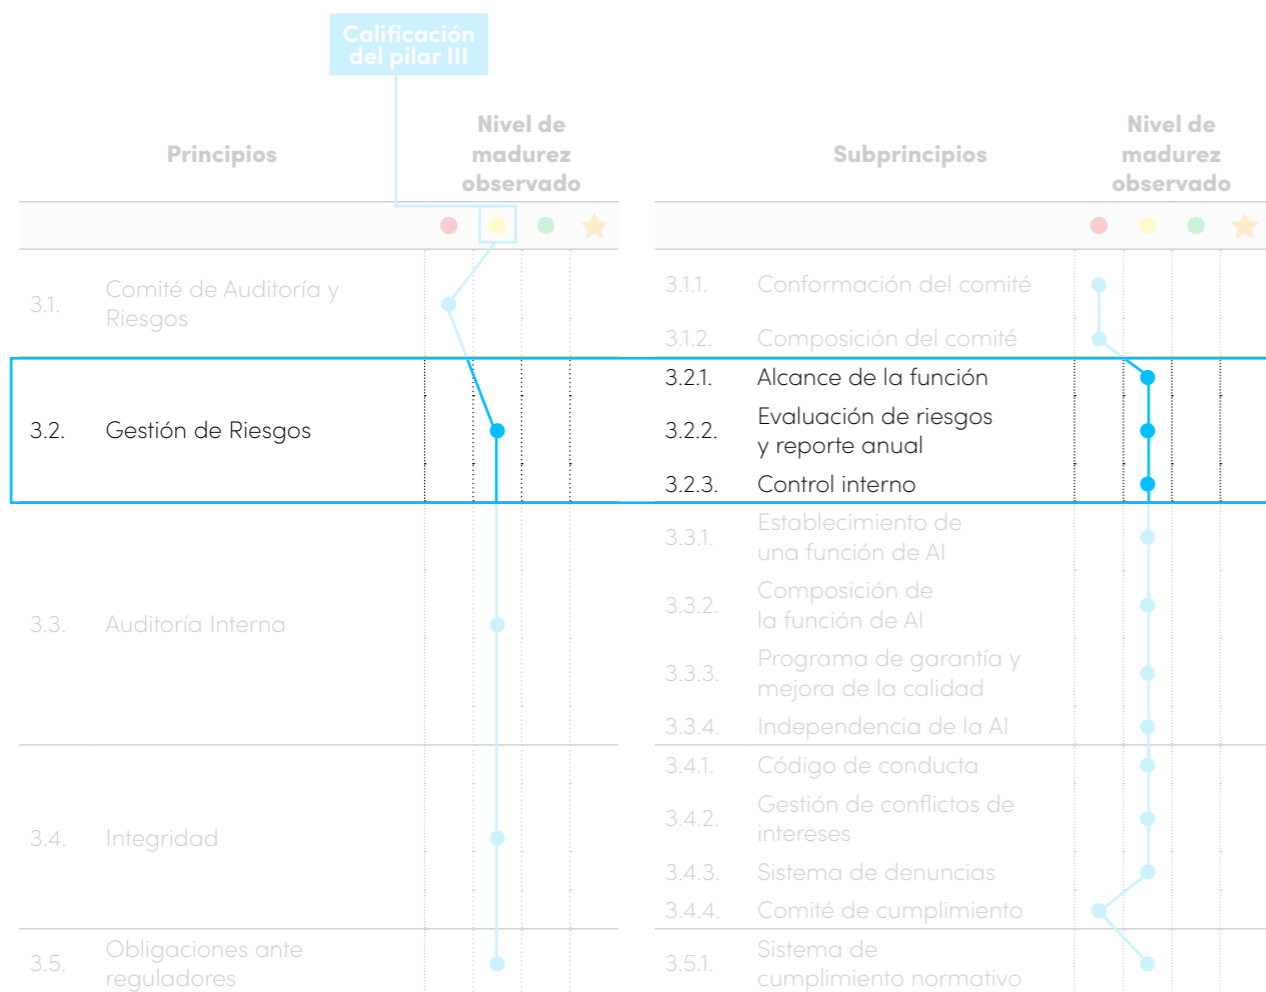 Calificación
del pilar III
Principios
Nivel de
madurez
observado
Subprincipios
Nivel de
madurez
observado
3.1.
Comité de Auditoría y
Riesgos
3.1.1.
Conformación del comité
3.1.2.
Composición del comité
3.2.
Gestión de Riesgos
3.2.1.
Alcance de la función
3.2.2.
Evaluación de riesgos
y reporte anual
3.2.3.
Control interno
3.3.
Auditoría Interna
3.3.1.
Establecimiento de
una función de AI
3.3.2.
Composición de
la función de AI
3.3.3.
Programa de garantía y
mejora de la calidad
3.3.4.
Independencia de la AI
3.4.
Integridad
3.4.1.
Código de conducta
3.4.2.
Gestión de conflictos de
intereses
3.4.3.
Sistema de denuncias
3.4.4.
Comité de cumplimiento
3.5.
Obligaciones ante
reguladores
3.5.1.
Sistema de
cumplimiento normativo